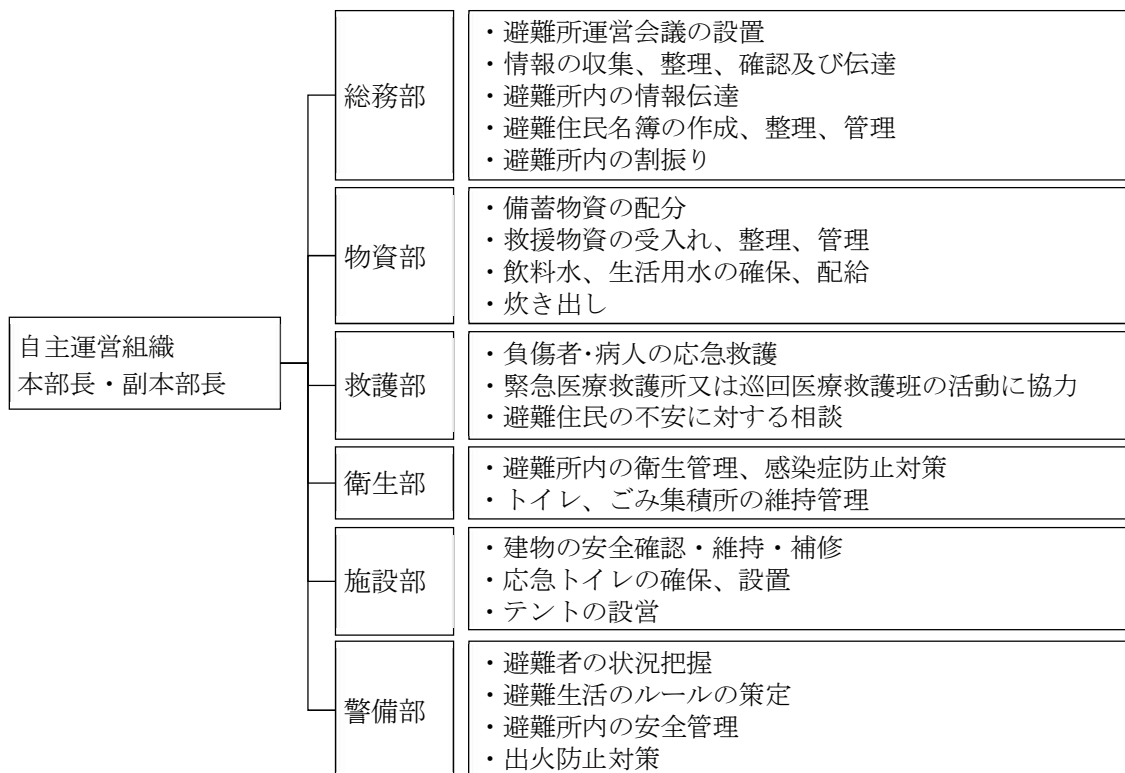 自主運営組織
本部長・副本部長
総務部
・避難所運営会議の設置
・情報の収集、整理、確認及び伝達
・避難所内の情報伝達
・避難住民名簿の作成、整理、管理
・避難所内の割振り
物資部
・備蓄物資の配分
・救援物資の受入れ、整理、管理
・飲料水、生活用水の確保、配給
・炊き出し
救護部
・負傷者・病人の応急救護
・緊急医療救護所又は巡回医療救護班の活動に協力
・避難住民の不安に対する相談
衛生部
・避難所内の衛生管理、感染症防止対策
・トイレ、ごみ集積所の維持管理
施設部
・建物の安全確認・維持・補修
・応急トイレの確保、設置
・テントの設営
警備部
・避難者の状況把握
・避難生活のルールの策定
・避難所内の安全管理
・出火防止対策